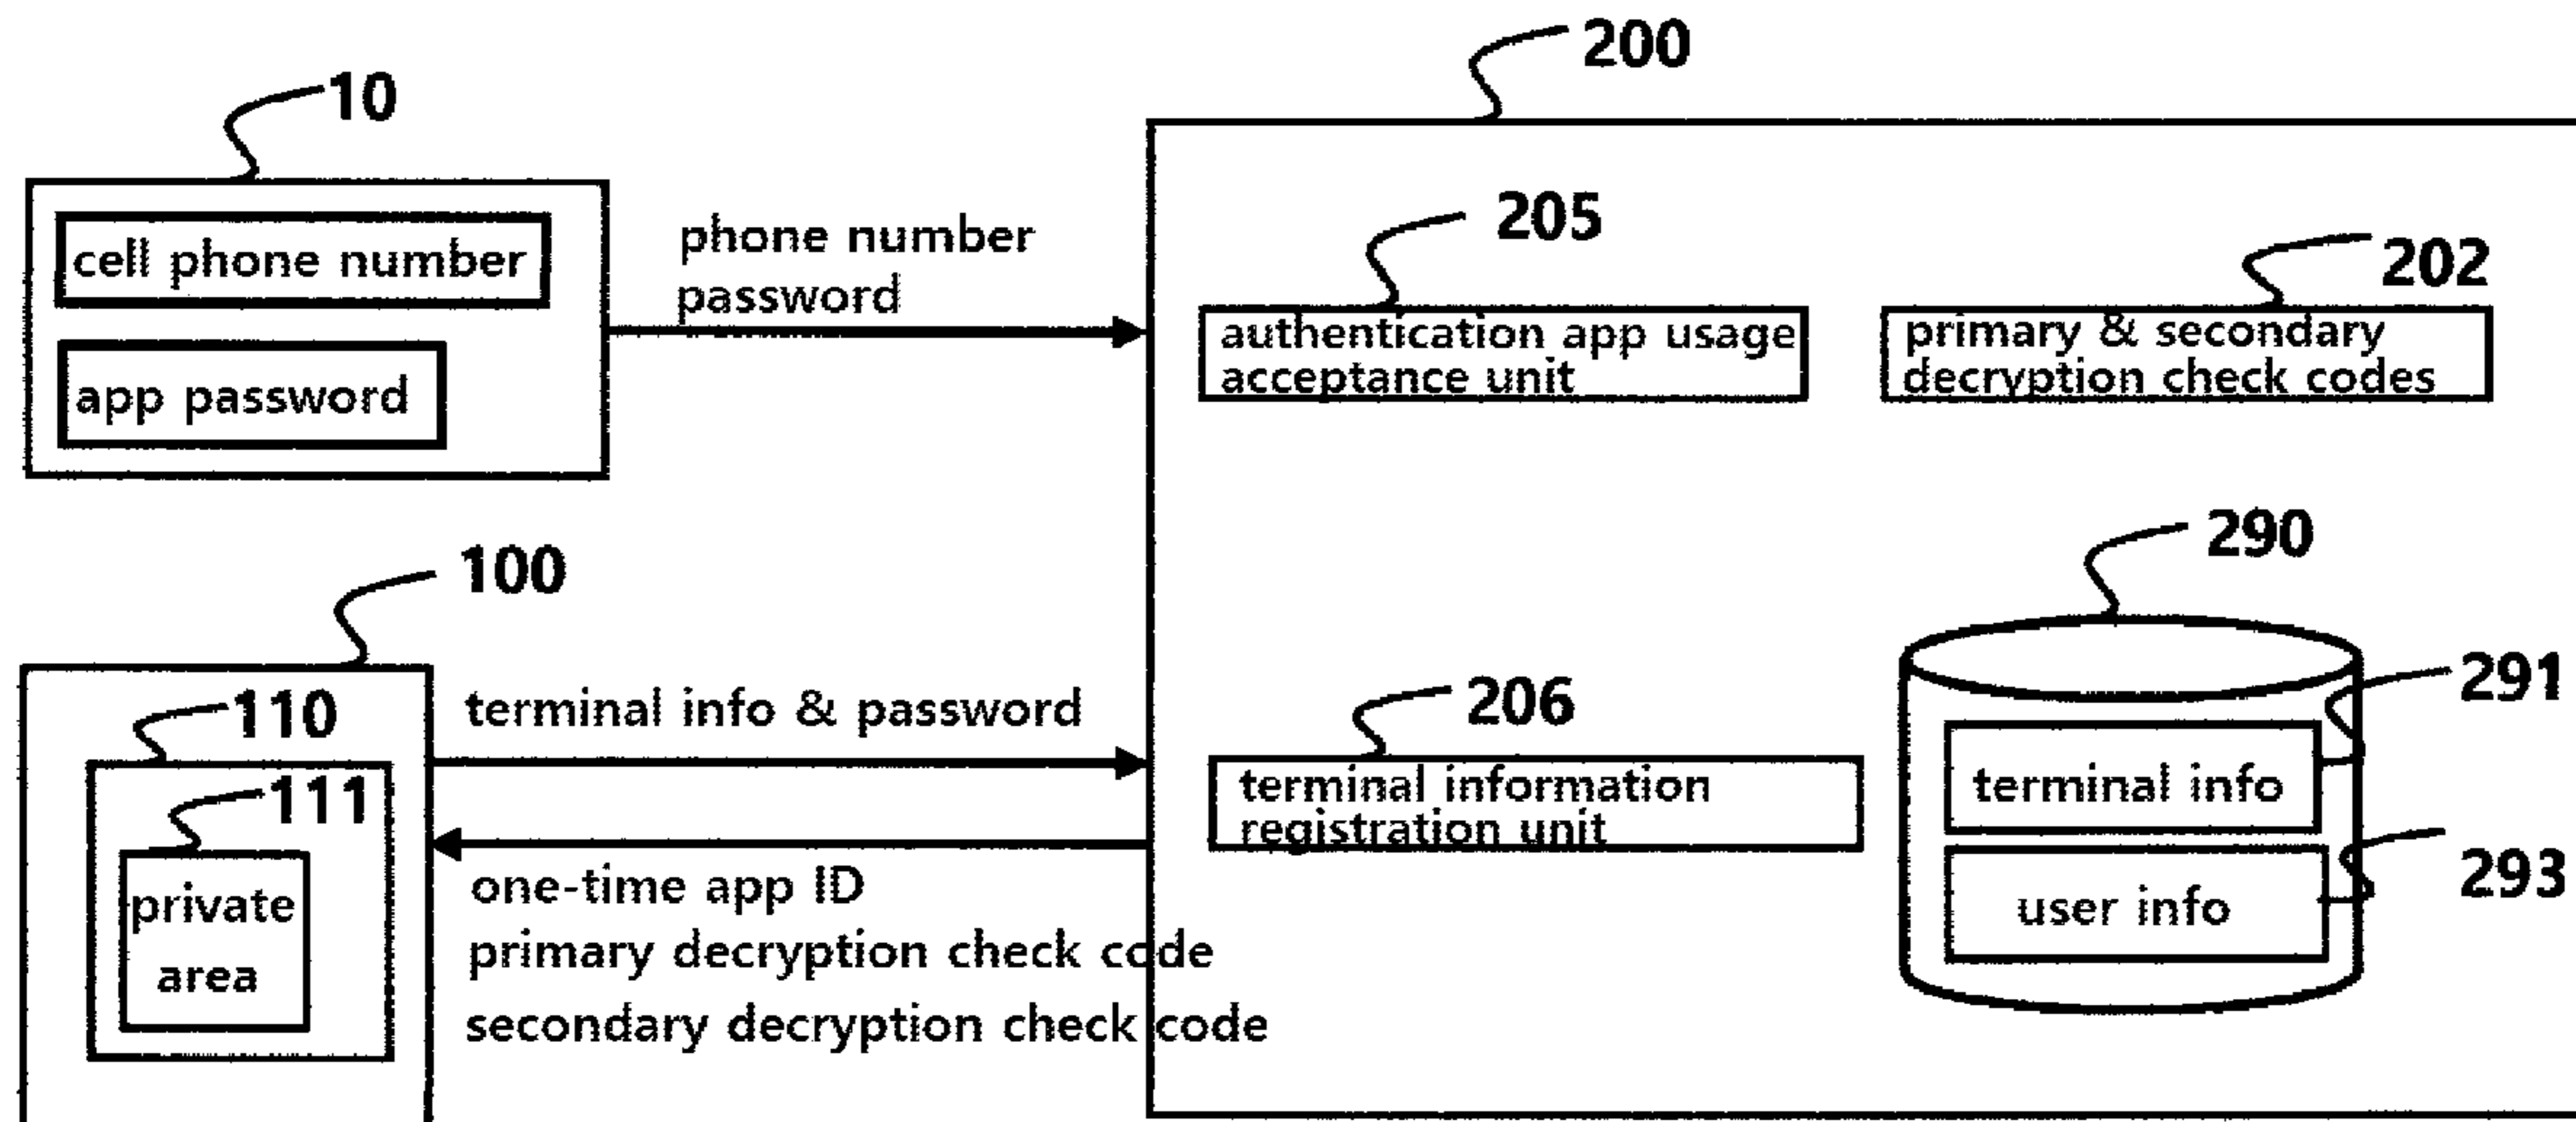 200
10
205
202
cell phone number
phone number
password
authentication app usage
acceptance unit
primary & secondary
decryption check codes
app password
290
100
291
110
terminal info & password
206
111
terminal information
registration unit
terminal info
293
private
area
one-time app ID
primary decryption check code
secondary decryption check code
user info